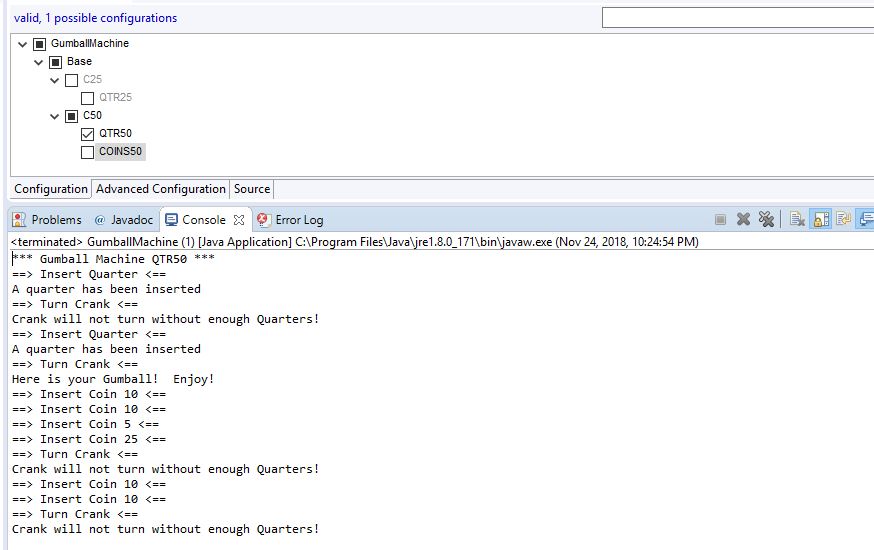 valid, 1 possible configurations
GumballMachine
Base
C25
QTR25
C50
QTR50
COINS50
Configuration Advanced Configuration Source
Problems @ Javadoc Console Error Log
<terminated> GumballMachine (1) [Java Application] C:\Program Files\Java\jre1.8.0_171\bin\javaw.exe (Nov 24, 2018, 10:24:54 PM)
*** Gumball Machine QTR50 ***
==> Insert Quarter <==
A quarter has been inserted
==> Turn Crank <==
Crank will not turn without enough Quarters!
==> Insert Quarter <==
A quarter has been inserted
==> Turn Crank <==
Here is your Gumball!  Enjoy!
==> Insert Coin 10 <==
==> Insert Coin 10 <==
==> Insert Coin 5 <==
==> Insert Coin 25 <==
==> Turn Crank <==
Crank will not turn without enough Quarters!
==> Insert Coin 10 <==
==> Insert Coin 10 <==
==> Turn Crank <==
Crank will not turn without enough Quarters!